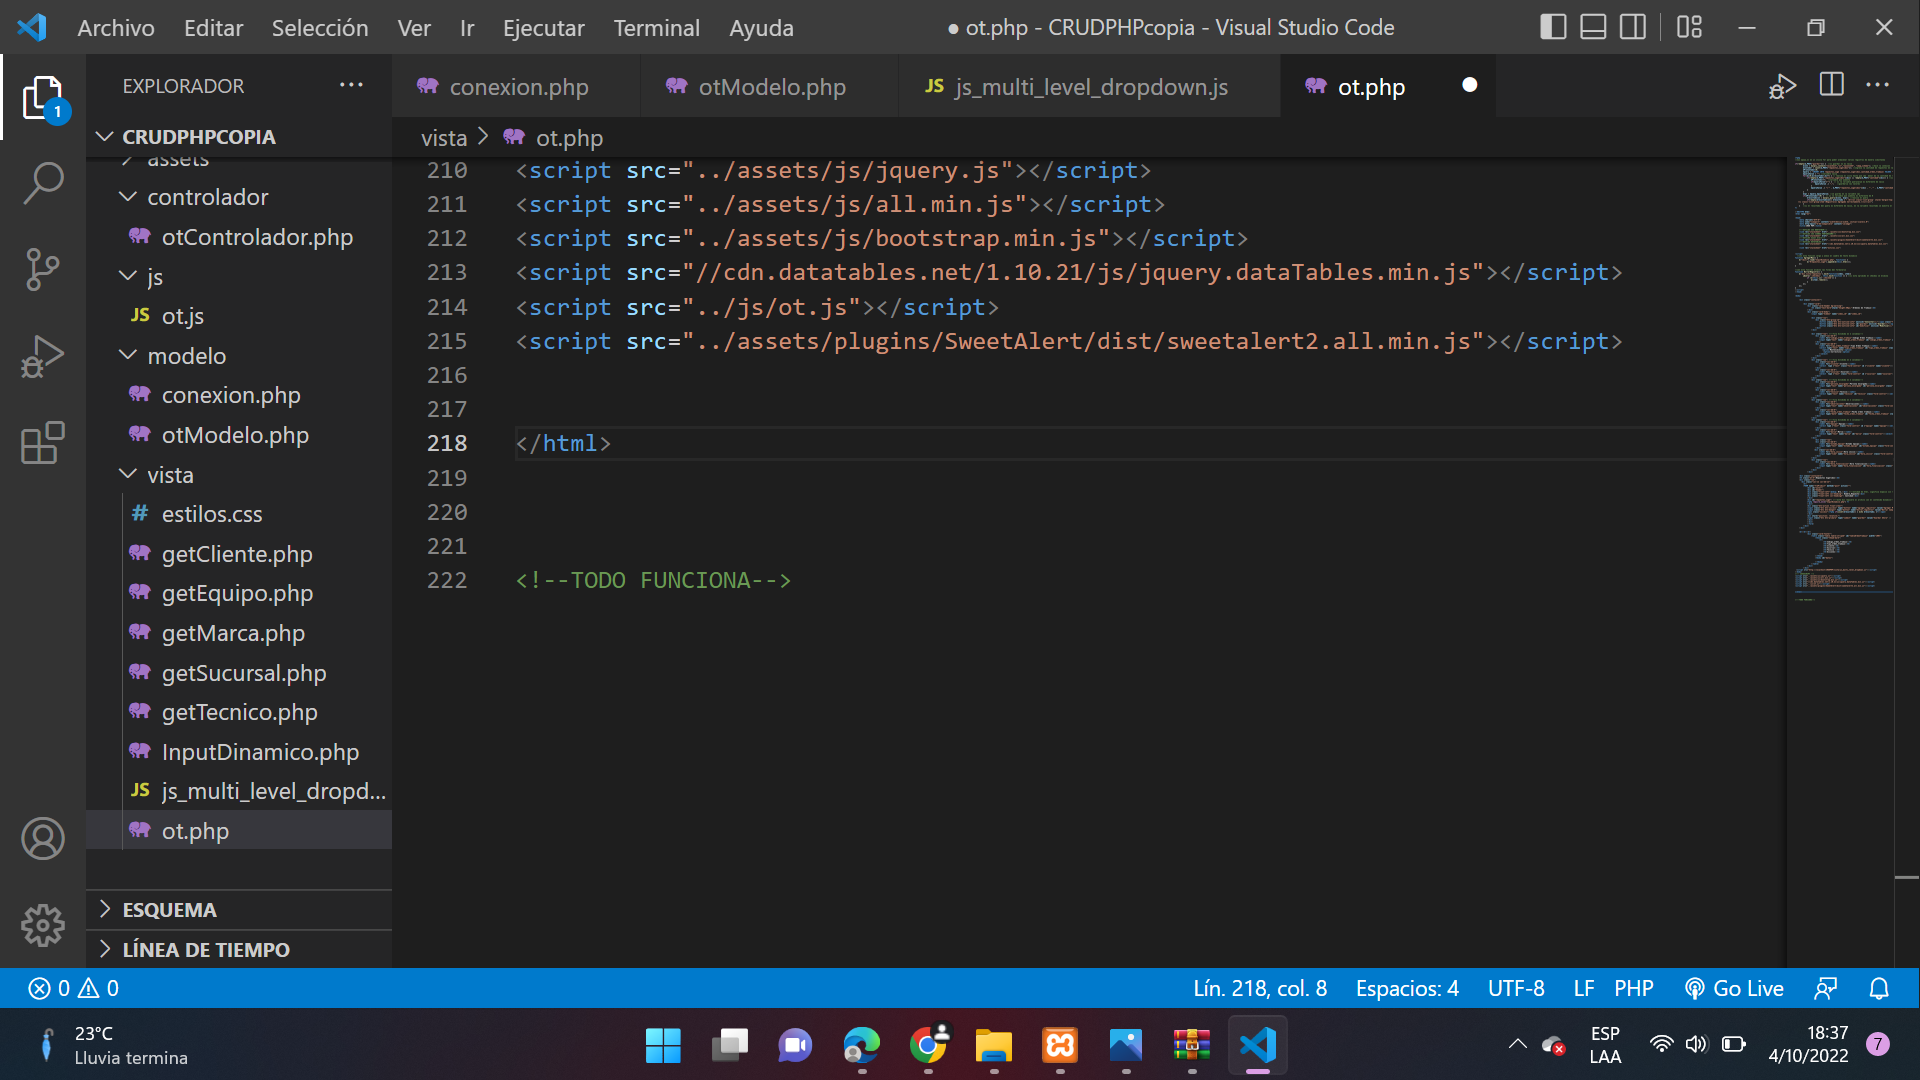 Archivo Editar Selección Ver Ir Ejecutar Terminal Ayuda
● ot.php - CRUDPHPcopia - Visual Studio Code
EXPLORADOR ···
conexion.php
otModelo.php
JS js_multi_level_dropdown.js
ot.php
1
CRUDPHPCOPIA
vista > ot.php
assets
controlador
otControlador.php
js
JS ot.js
modelo
conexion.php
otModelo.php
vista
# estilos.css
getCliente.php
getEquipo.php
getMarca.php
getSucursal.php
getTecnico.php
InputDinamico.php
JS js_multi_level_dropd...
ot.php
ESQUEMA
LÍNEA DE TIEMPO
210 <script src="../assets/js/jquery.js"></script>
211 <script src="../assets/js/all.min.js"></script>
212 <script src="../assets/js/bootstrap.min.js"></script>
213 <script src="//cdn.datatables.net/1.10.21/js/jquery.dataTables.min.js"></script>
214 <script src="../js/ot.js"></script>
215 <script src="../assets/plugins/SweetAlert/dist/sweetalert2.all.min.js"></script>
216
217
218 </html>
219
220
221
222 <!--TODO FUNCIONA-->
0 0
Lín. 218, col. 8 Espacios: 4 UTF-8 LF PHP Go Live
23°C
Lluvia termina
ESP
LAA
18:37
4/10/2022
7